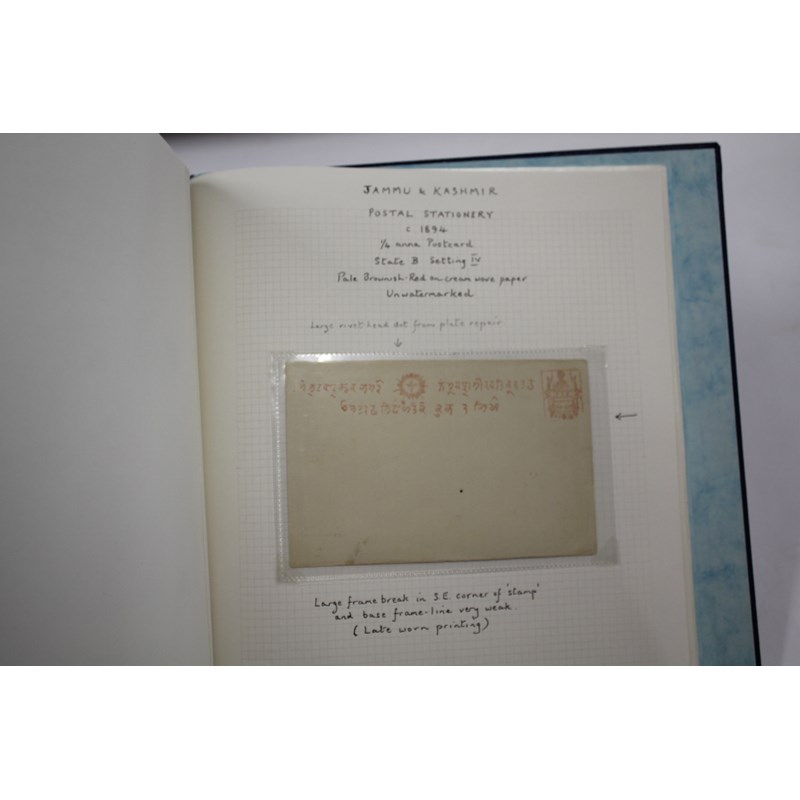 JAMMU & KASHMIR
POSTAL STATIONERY
c 1894
1/4 anna Postcard
State B Setting IV
Pale Brownish-Red on cream wove paper
Unwatermarked
Large rivet head dot from plate repair
Large frame break in S.E. corner of 'stamp'
and base frame-line very weak.
(Late worn printing)